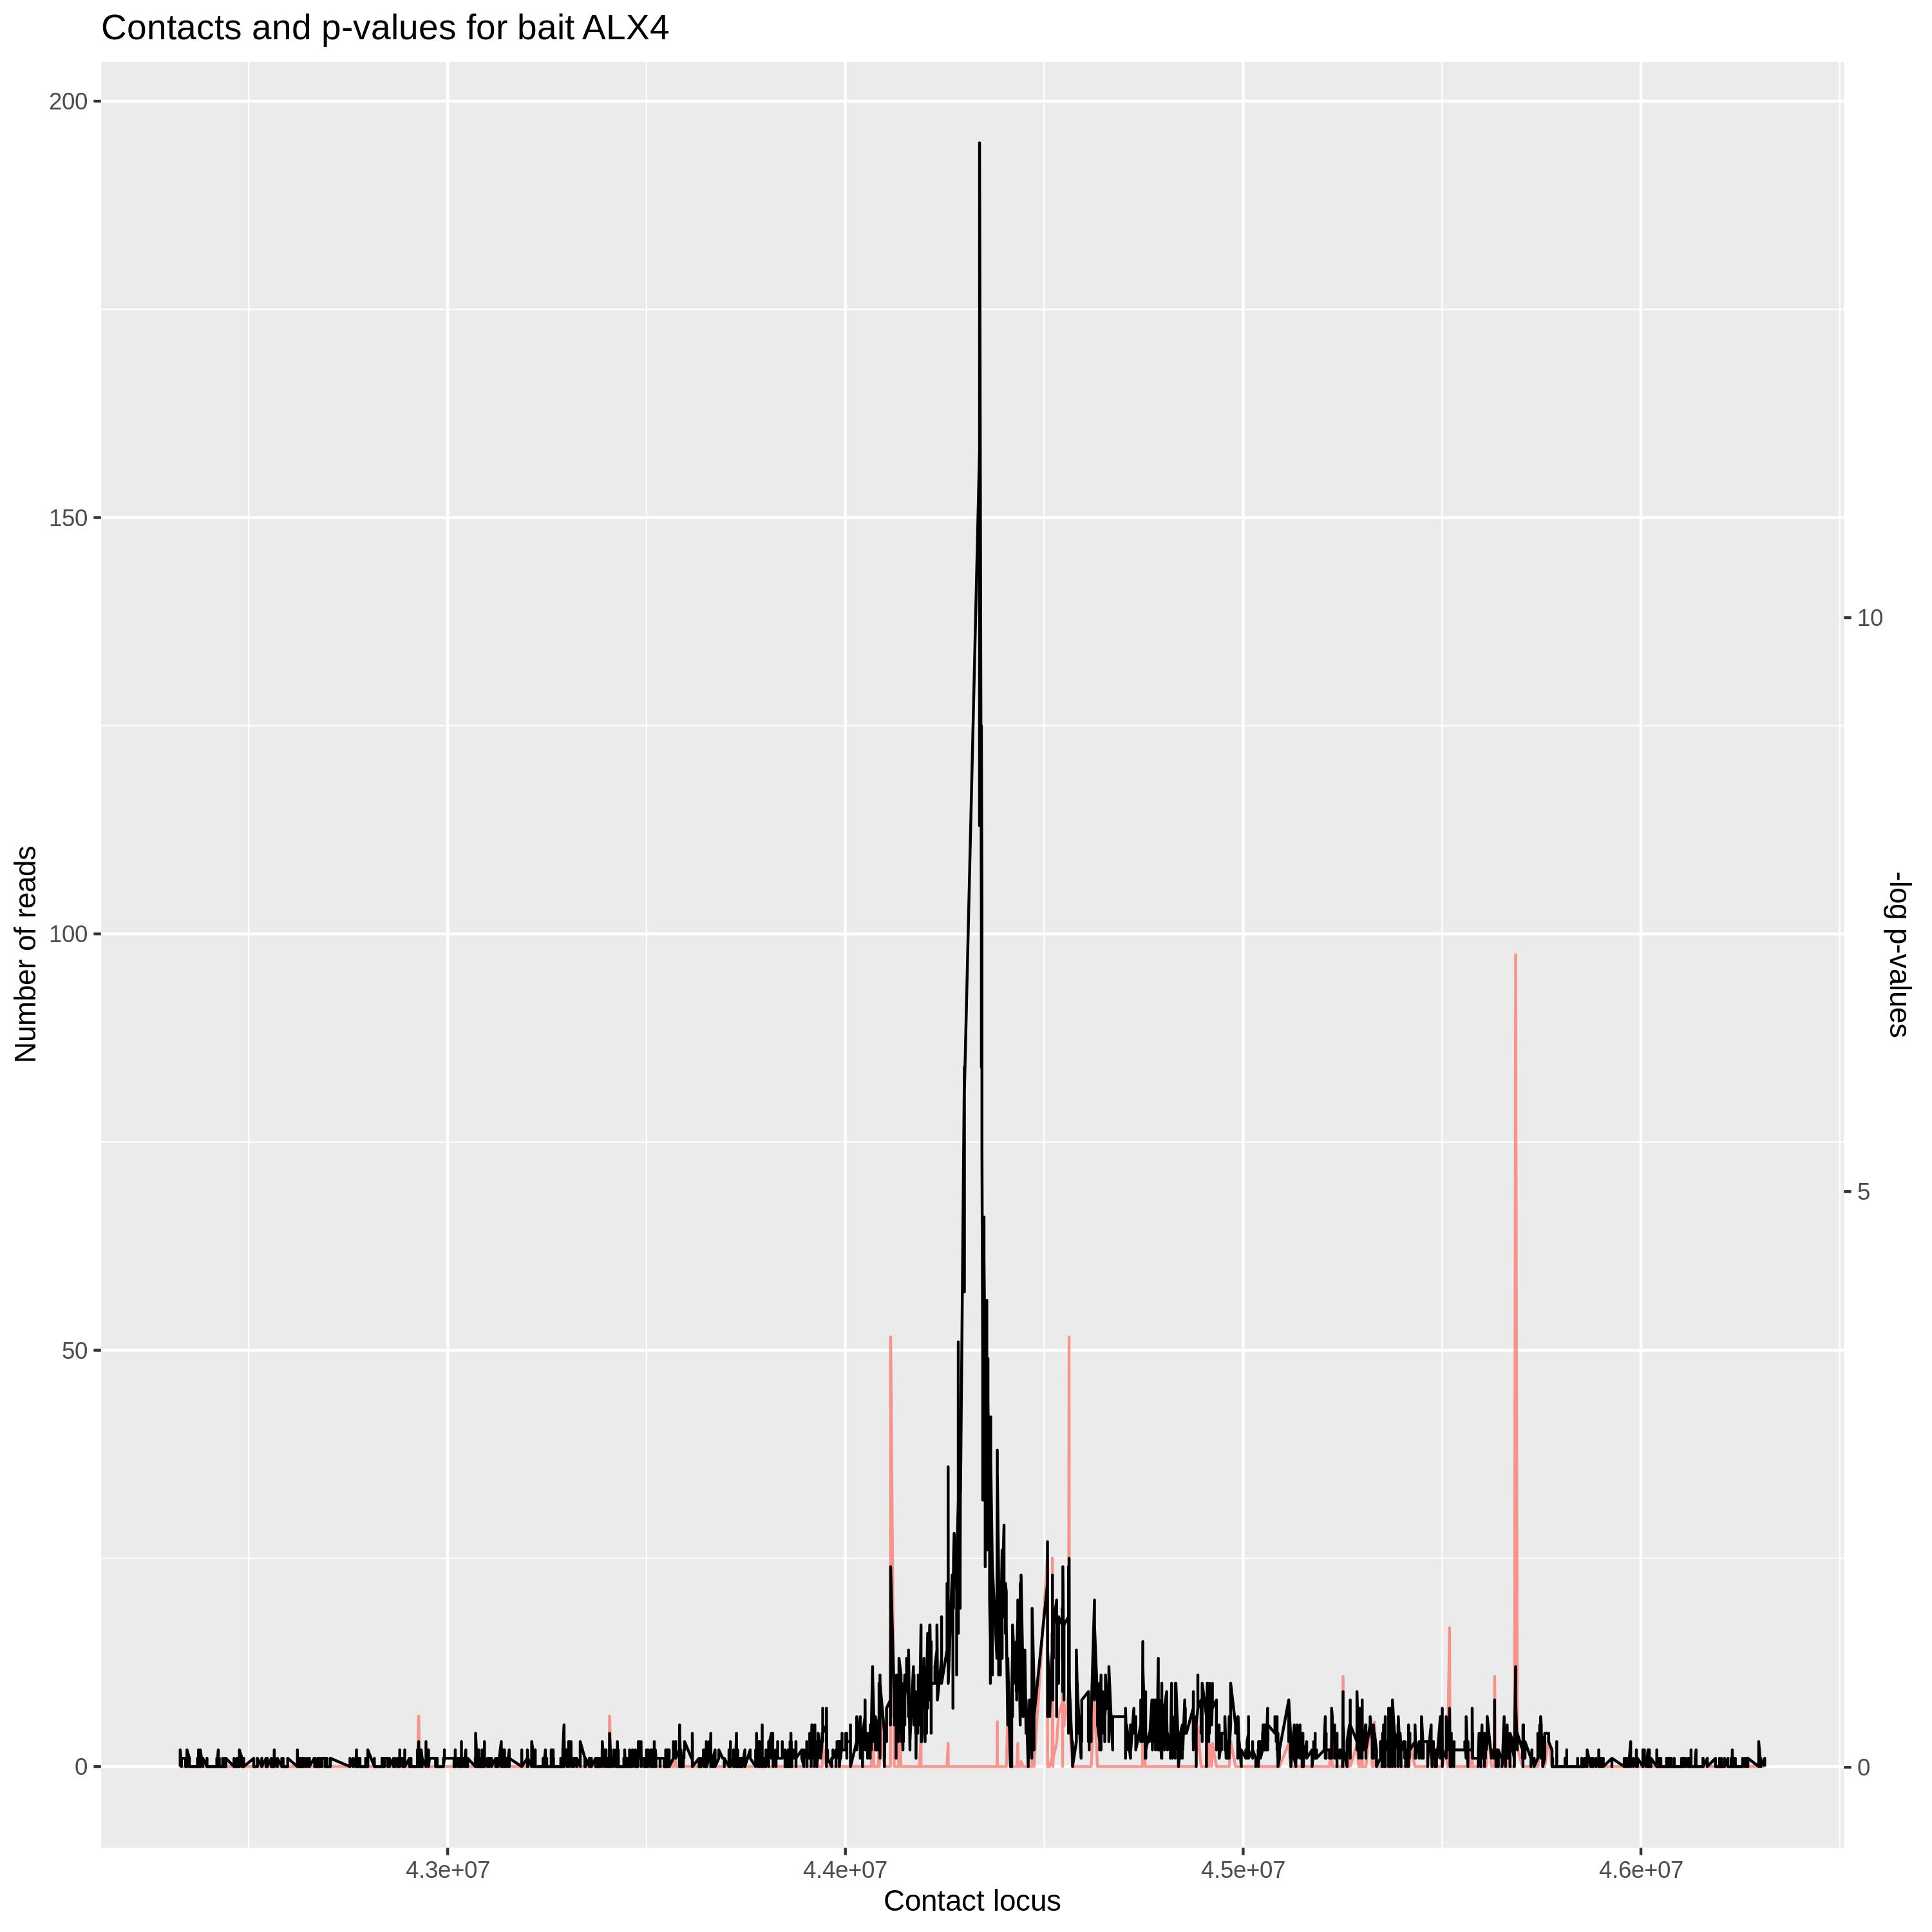 Contacts and p-values for bait ALX4
200
150
100
50
0
Number of reads
10
5
0
-log p-values
4.3e+07
4.4e+07
4.5e+07
4.6e+07
Contact locus